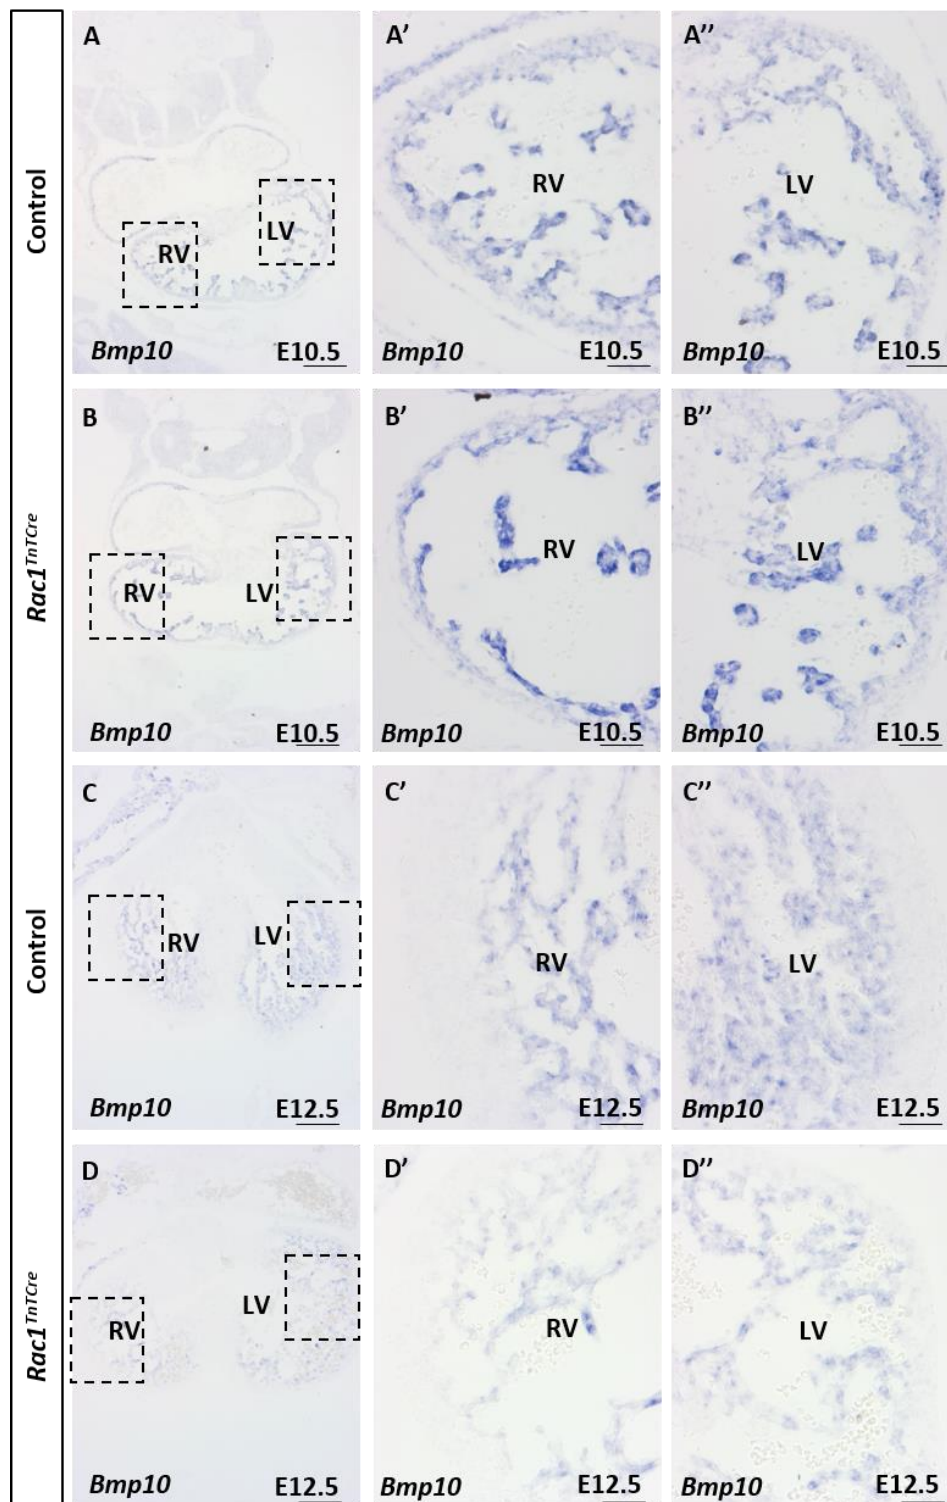 Control
A
RV
LV
Bmp10 E10.5
A'
RV
E10.5
A''
LV
Bmp10 E10.5
Rac1TnTCre
B
RV LV
Bmp10 E10.5
B'
RV
Bmp10 E10.5
B''
LV
Bmp10 E10.5
Control
C
RV LV
Bmp10 E12.5
C'
RV
Bmp10 E12.5
C''
LV
Bmp10 E12.5
Rac1TnTCre
D
RV LV
Bmp10 E12.5
D'
RV
Bmp10 E12.5
D''
LV
Bmp10 E12.5